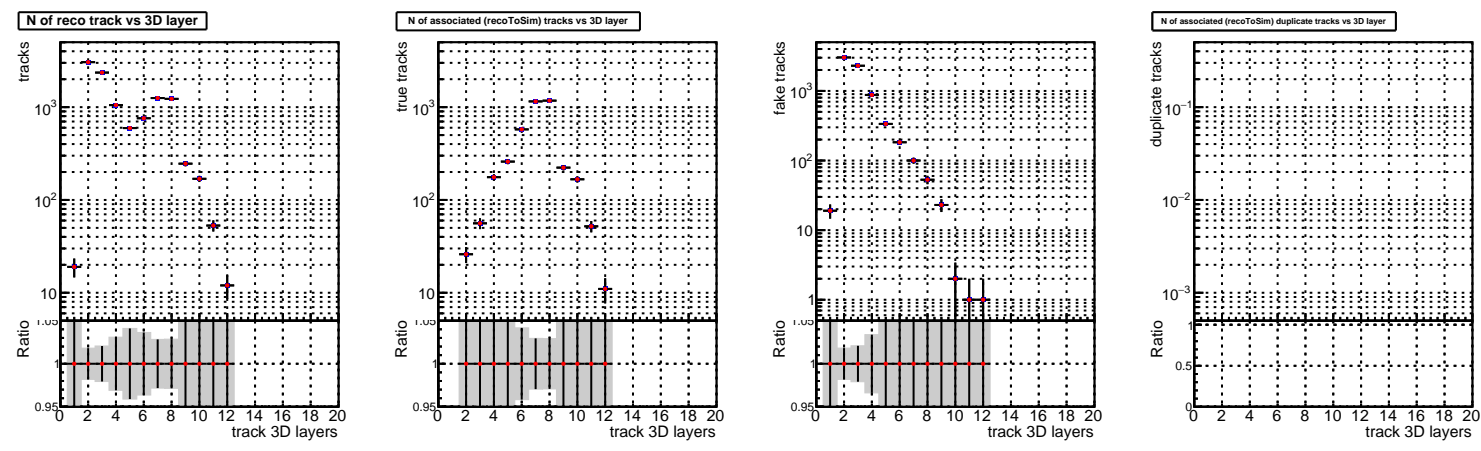 N of reco track vs 3D layer
tracks
10³
10²
10
Ratio
1.05
1
0.95
0 2 4 6 8 10 12 14 16 18 20
track 3D layers
N of associated (recoToSim) tracks vs 3D layer
true tracks
10³
10²
10
Ratio
1.05
1
0.95
0 2 4 6 8 10 12 14 16 18 20
track 3D layers
fake tracks
10³
10²
10
1
Ratio
1.05
1
0.95
0 2 4 6 8 10 12 14 16 18 20
track 3D layers
N of associated (recoToSim) duplicate tracks vs 3D layer
duplicate tracks
10⁻¹
10⁻²
10⁻³
Ratio
1
0.5
0
0 2 4 6 8 10 12 14 16 18 20
track 3D layers